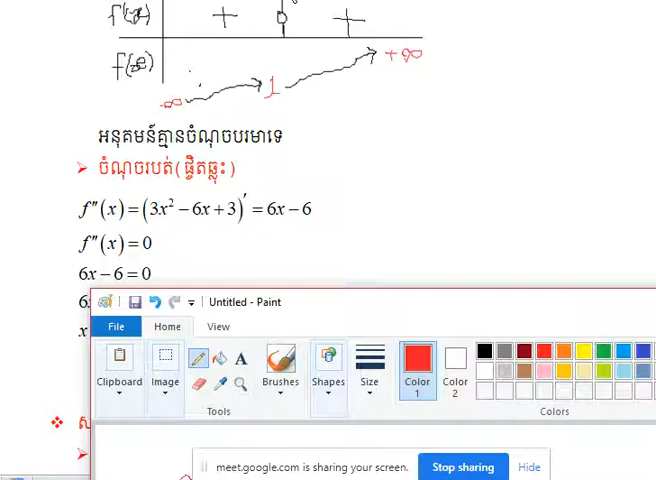 f'(x) + 0 +
f(x) -∞ 1 +∞
អនុគមន៍គ្មានចំណុចបរមាទេ
➢ ចំណុចរបត់(ផ្ចិតឆ្លុះ)
f''(x) = (3x² − 6x + 3)' = 6x − 6
f''(x) = 0
6x − 6 = 0
Untitled - Paint
File Home View
Clipboard Image Tools Brushes Shapes Size Color 1 Color 2 Colors
meet.google.com is sharing your screen. Stop sharing Hide